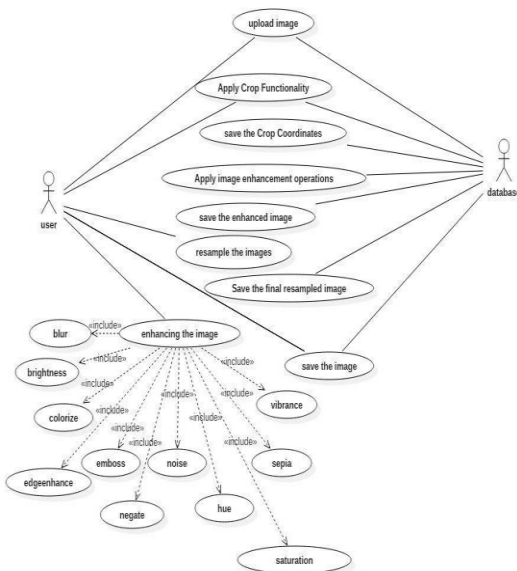 upload image
Apply Crop Functionality
save the Crop Coordinates
Apply image enhancement operations
user
database
save the enhanced image
resample the images
Save the final resampled image
blur
«include»
enhancing the image
save the image
brightness
«include»
«include»
vibrance
colorize
«include»
«include»
«include»
«include»
«include»
«include»
«include»
«include»
edgeenhance
emboss
noise
sepia
negate
hue
saturation